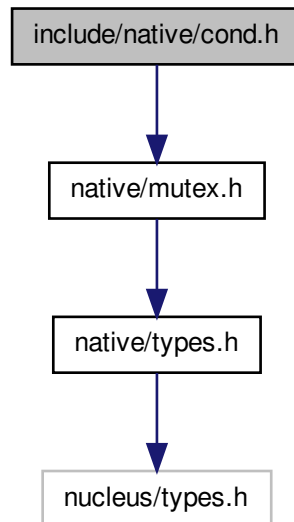 include/native/cond.h
native/mutex.h
native/types.h
nucleus/types.h